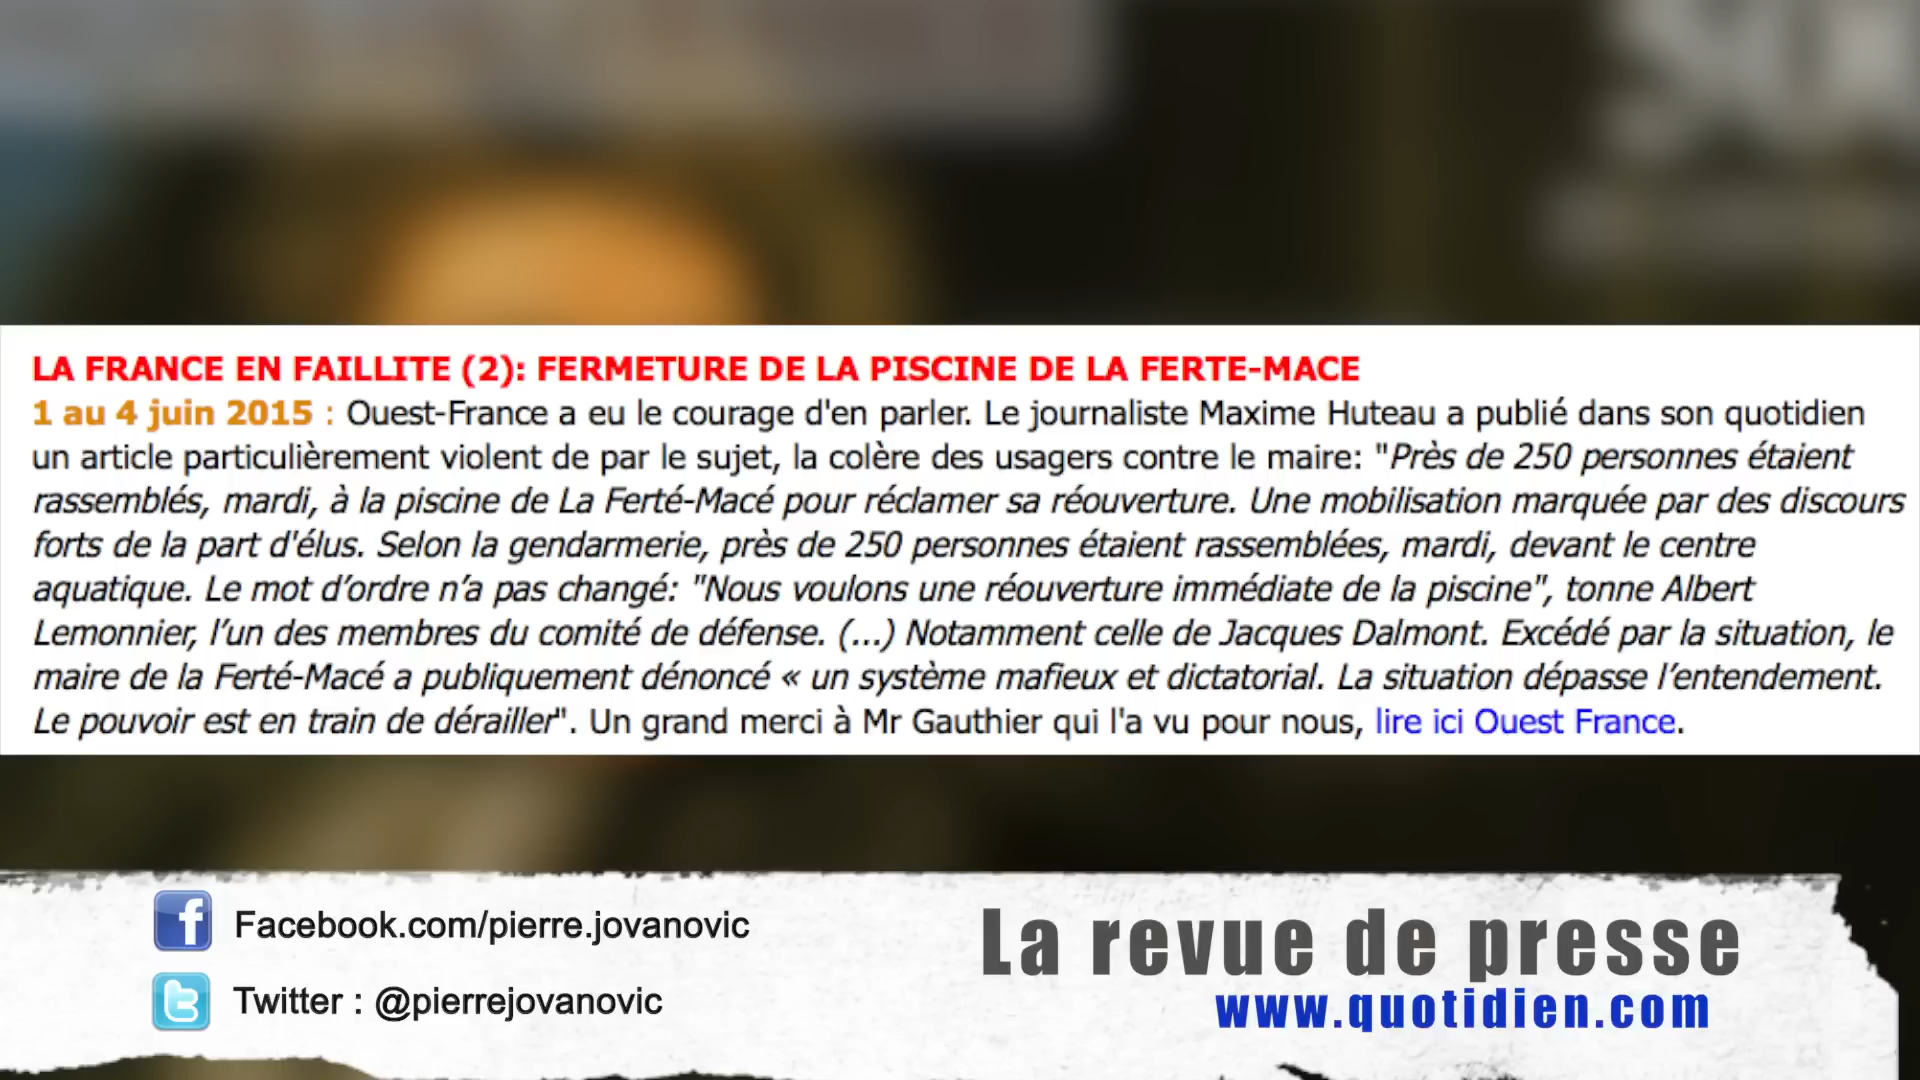 LA FRANCE EN FAILLITE (2): FERMETURE DE LA PISCINE DE LA FERTE-MACE
1 au 4 juin 2015 : Ouest-France a eu le courage d'en parler. Le journaliste Maxime Huteau a publié dans son quotidien
un article particulièrement violent de par le sujet, la colère des usagers contre le maire: "Près de 250 personnes étaient
rassemblés, mardi, à la piscine de La Ferté-Macé pour réclamer sa réouverture. Une mobilisation marquée par des discours
forts de la part d'élus. Selon la gendarmerie, près de 250 personnes étaient rassemblées, mardi, devant le centre
aquatique. Le mot d’ordre n’a pas changé: "Nous voulons une réouverture immédiate de la piscine", tonne Albert
Lemonnier, l’un des membres du comité de défense. (...) Notamment celle de Jacques Dalmont. Excédé par la situation, le
maire de la Ferté-Macé a publiquement dénoncé « un système mafieux et dictatorial. La situation dépasse l’entendement.
Le pouvoir est en train de dérailler". Un grand merci à Mr Gauthier qui l'a vu pour nous, lire ici Ouest France.
Facebook.com/pierre.jovanovic
Twitter : @pierrejovanovic
La revue de presse
www.quotidien.com